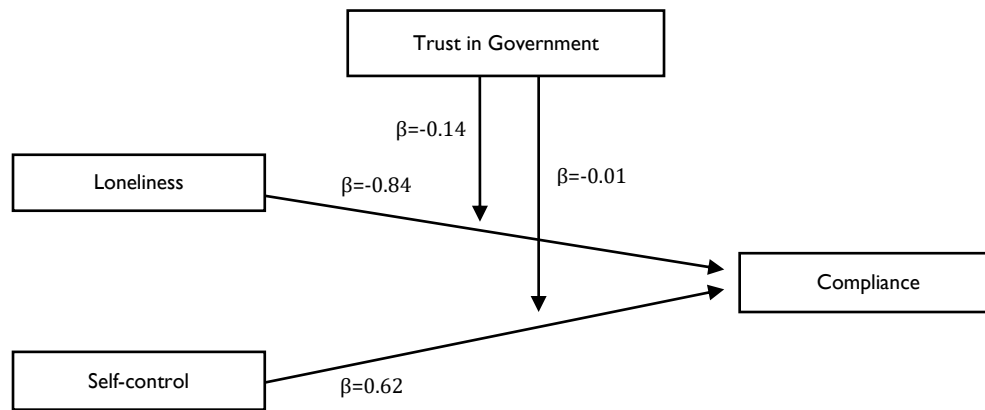 Trust in Government
β=-0.14
Loneliness
β=-0.84
β=-0.01
Compliance
Self-control
β=0.62